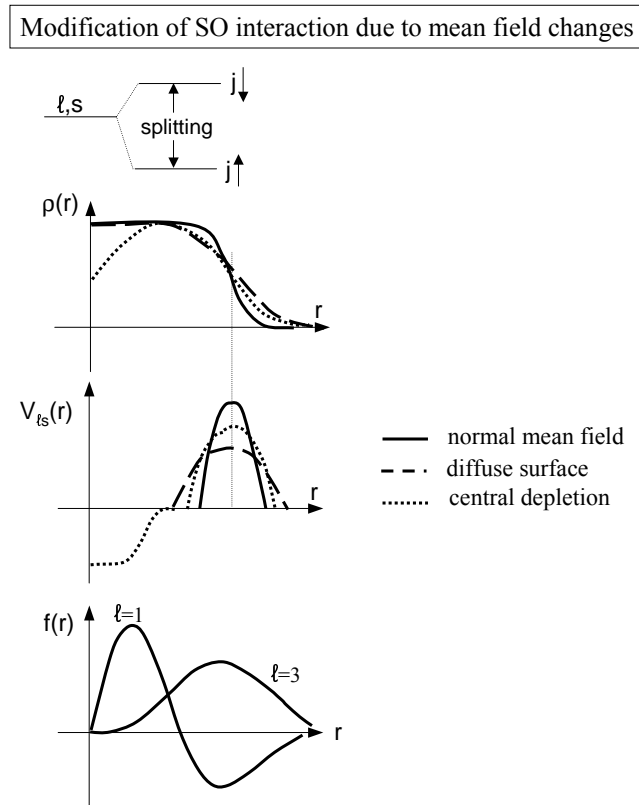 Modification of SO interaction due to mean field changes
j↓
ℓ,s
splitting
j↑
ρ(r)
r
Vℓs(r)
r
normal mean field
diffuse surface
central depletion
f(r)
ℓ=1
ℓ=3
r